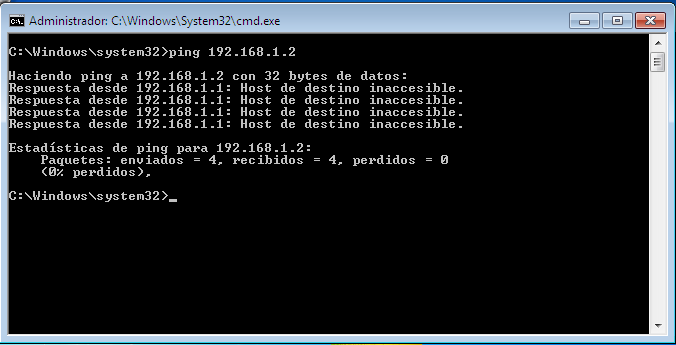 Administrador: C:\Windows\System32\cmd.exe
C:\Windows\system32>ping 192.168.1.2
Haciendo ping a 192.168.1.2 con 32 bytes de datos:
Respuesta desde 192.168.1.1: Host de destino inaccesible.
Respuesta desde 192.168.1.1: Host de destino inaccesible.
Respuesta desde 192.168.1.1: Host de destino inaccesible.
Respuesta desde 192.168.1.1: Host de destino inaccesible.
Estadísticas de ping para 192.168.1.2:
    Paquetes: enviados = 4, recibidos = 4, perdidos = 0
    (0% perdidos),
C:\Windows\system32>_